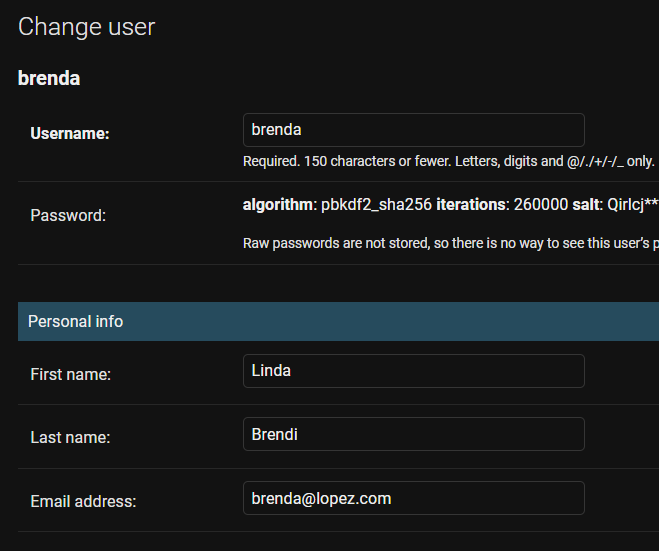 Change user
brenda
Username:
brenda
Required. 150 characters or fewer. Letters, digits and @/./+/-/_ only.
Password:
algorithm: pbkdf2_sha256 iterations: 260000 salt: Qirlcj**
Raw passwords are not stored, so there is no way to see this user's p
Personal info
First name:
Linda
Last name:
Brendi
Email address:
brenda@lopez.com